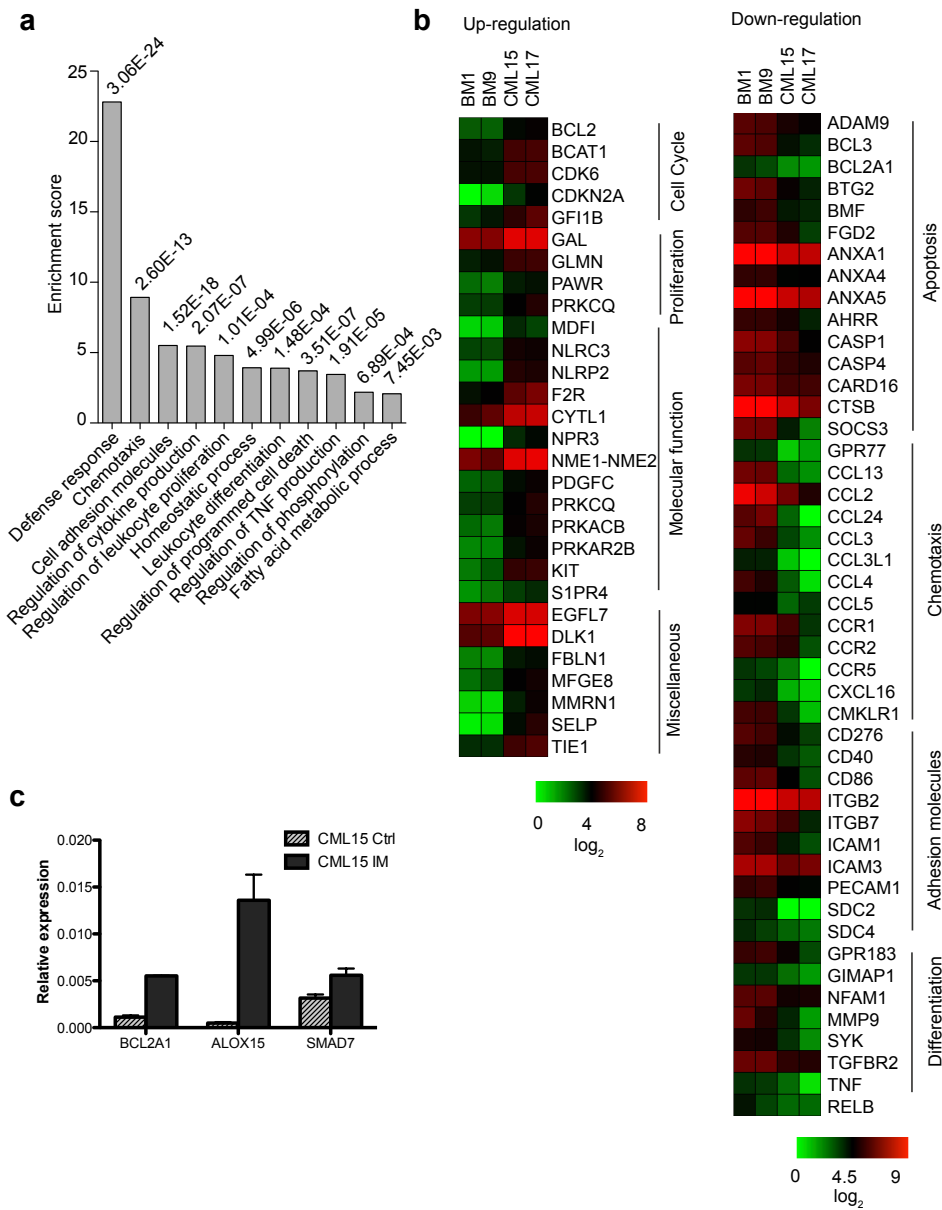 a
Enrichment score
25
20
15
10
5
0
3.06E-24
2.60E-13
1.52E-18
2.07E-07
1.01E-04
4.99E-06
1.48E-04
3.51E-07
1.91E-05
6.89E-04
7.45E-03
Defense response
Chemotaxis
Cell adhesion molecules
Regulation of cytokine production
Regulation of leukocyte proliferation
Homeostatic process
Leukocyte differentiation
Regulation of programmed cell death
Regulation of TNF production
Regulation of phosphorylation
Fatty acid metabolic process
b
Up-regulation
BM1
BM9
CML15
CML17
BCL2
BCAT1
CDK6
CDKN2A
GFI1B
GAL
GLMN
PAWR
PRKCQ
MDFI
NLRC3
NLRP2
F2R
CYTL1
NPR3
NME1-NME2
PDGFC
PRKCQ
PRKACB
PRKAR2B
KIT
S1PR4
EGFL7
DLK1
FBLN1
MFGE8
MMRN1
SELP
TIE1
Cell Cycle
Proliferation
Molecular function
Miscellaneous
0 4 8
log2
Down-regulation
BM1
BM9
CML15
CML17
ADAM9
BCL3
BCL2A1
BTG2
BMF
FGD2
ANXA1
ANXA4
ANXA5
AHRR
CASP1
CASP4
CARD16
CTSB
SOCS3
GPR77
CCL13
CCL2
CCL24
CCL3
CCL3L1
CCL4
CCL5
CCR1
CCR2
CCR5
CXCL16
CMKLR1
CD276
CD40
CD86
ITGB2
ITGB7
ICAM1
ICAM3
PECAM1
SDC2
SDC4
GPR183
GIMAP1
NFAM1
MMP9
SYK
TGFBR2
TNF
RELB
Apoptosis
Chemotaxis
Adhesion molecules
Differentiation
0 4.5 9
log2
c
Relative expression
0.020
0.015
0.010
0.005
0.000
CML15 Ctrl
CML15 IM
BCL2A1 ALOX15 SMAD7